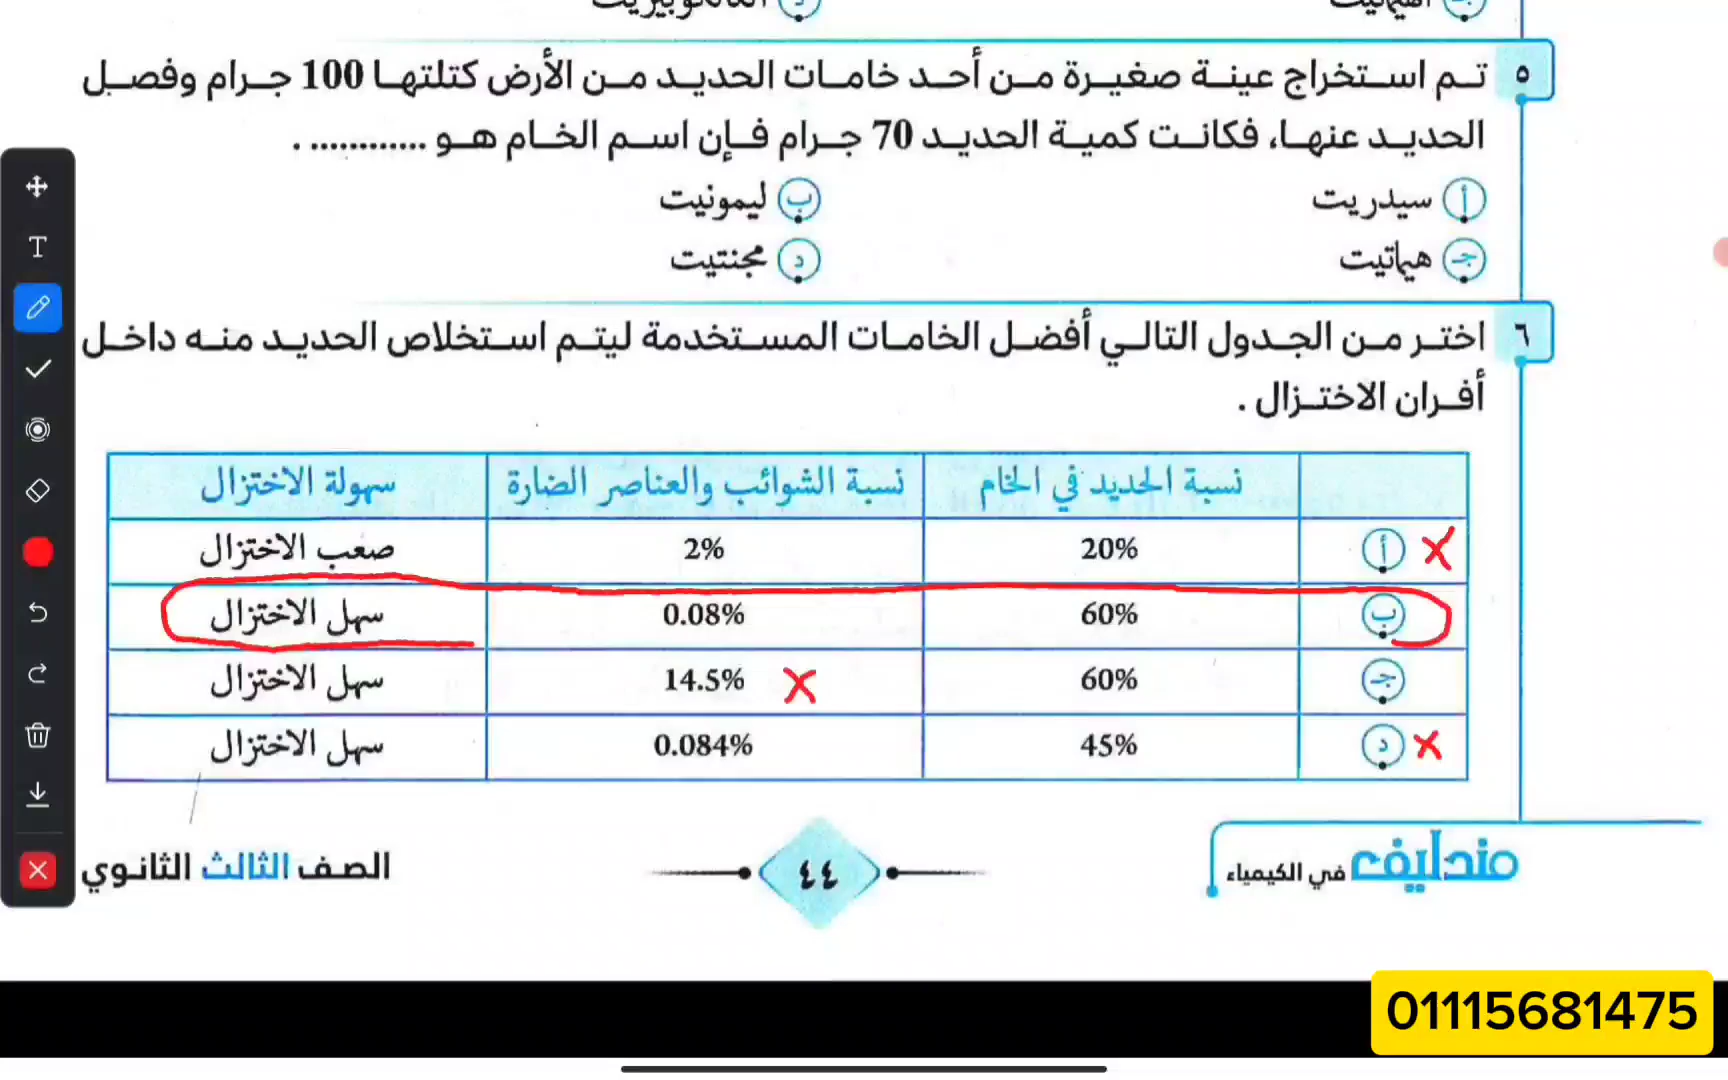 ٥ تم استخراج عينة صغيرة من أحد خامات الحديد من الأرض كتلتها 100 جرام وفصل
الحديد عنها، فكانت كمية الحديد 70 جرام فإن اسم الخام هو ............ .
أ سيدريت
ب ليمونيت
جـ هيماتيت
د مجنتيت
٦ اختر من الجدول التالي أفضل الخامات المستخدمة ليتم استخلاص الحديد منه داخل
أفران الاختزال .
نسبة الحديد في الخام نسبة الشوائب والعناصر الضارة سهولة الاختزال
أ 20% 2% صعب الاختزال
ب 60% 0.08% سهل الاختزال
جـ 60% 14.5% سهل الاختزال
د 45% 0.084% سهل الاختزال
مندليف في الكيمياء
٤٤
الصف الثالث الثانوي
01115681475
T